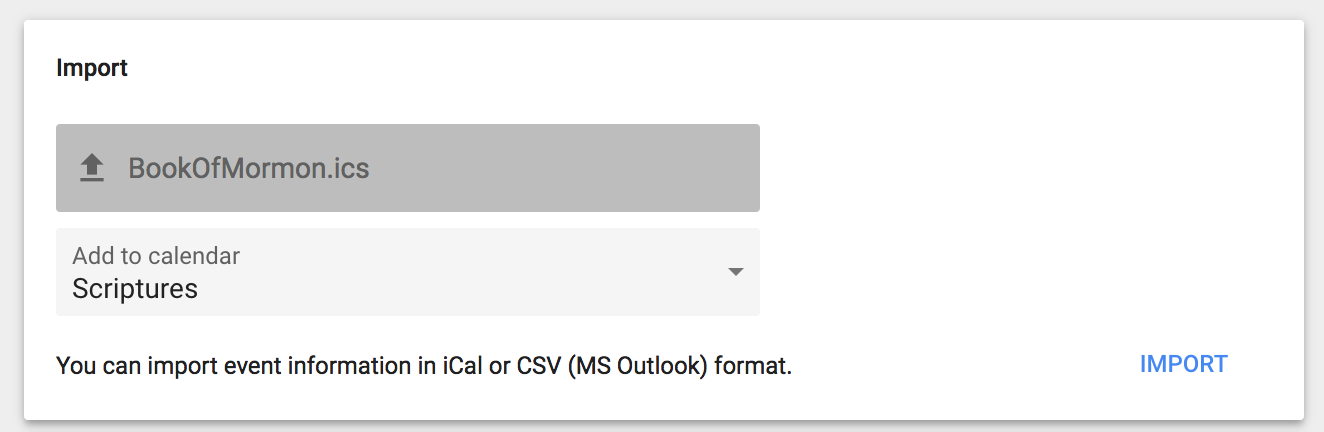 Import
BookOfMormon.ics
Add to calendar
Scriptures
You can import event information in iCal or CSV (MS Outlook) format.
IMPORT